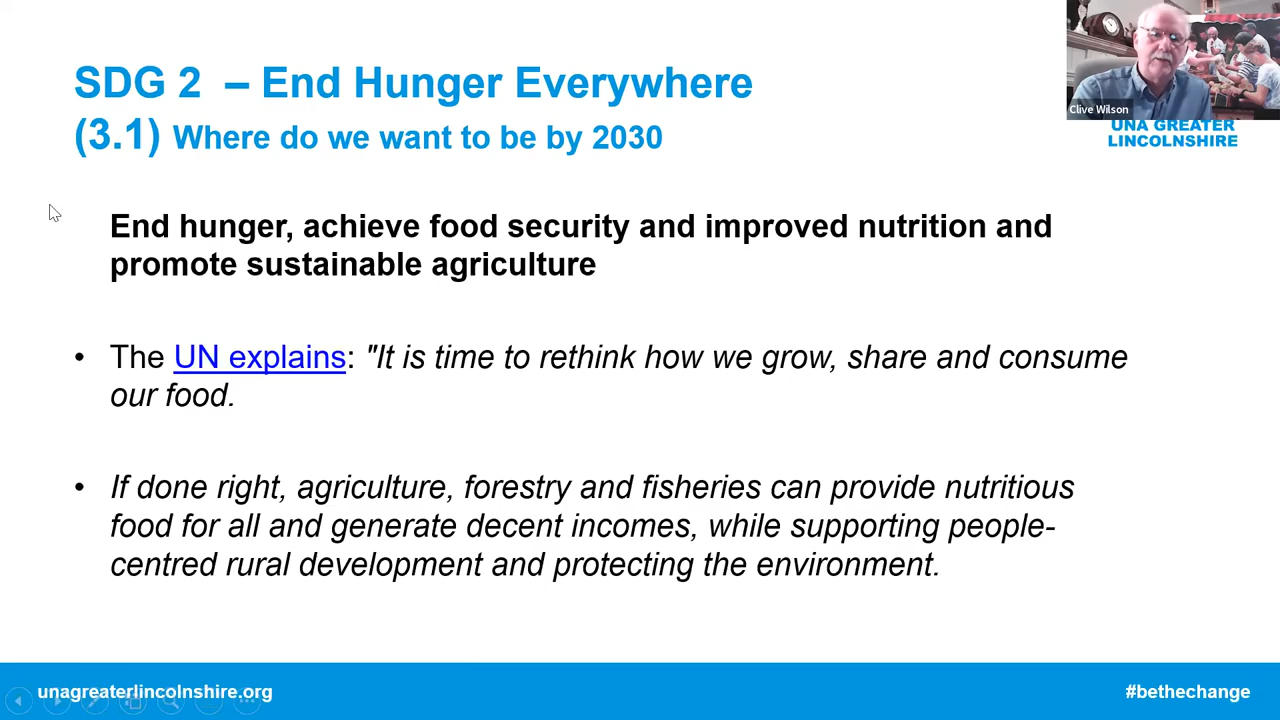 SDG 2 – End Hunger Everywhere
(3.1) Where do we want to be by 2030
Clive Wilson
UNA GREATER
LINCOLNSHIRE
End hunger, achieve food security and improved nutrition and
promote sustainable agriculture
• The UN explains: "It is time to rethink how we grow, share and consume
our food.
• If done right, agriculture, forestry and fisheries can provide nutritious
food for all and generate decent incomes, while supporting people-
centred rural development and protecting the environment.
unagreaterlincolnshire.org
#bethechange